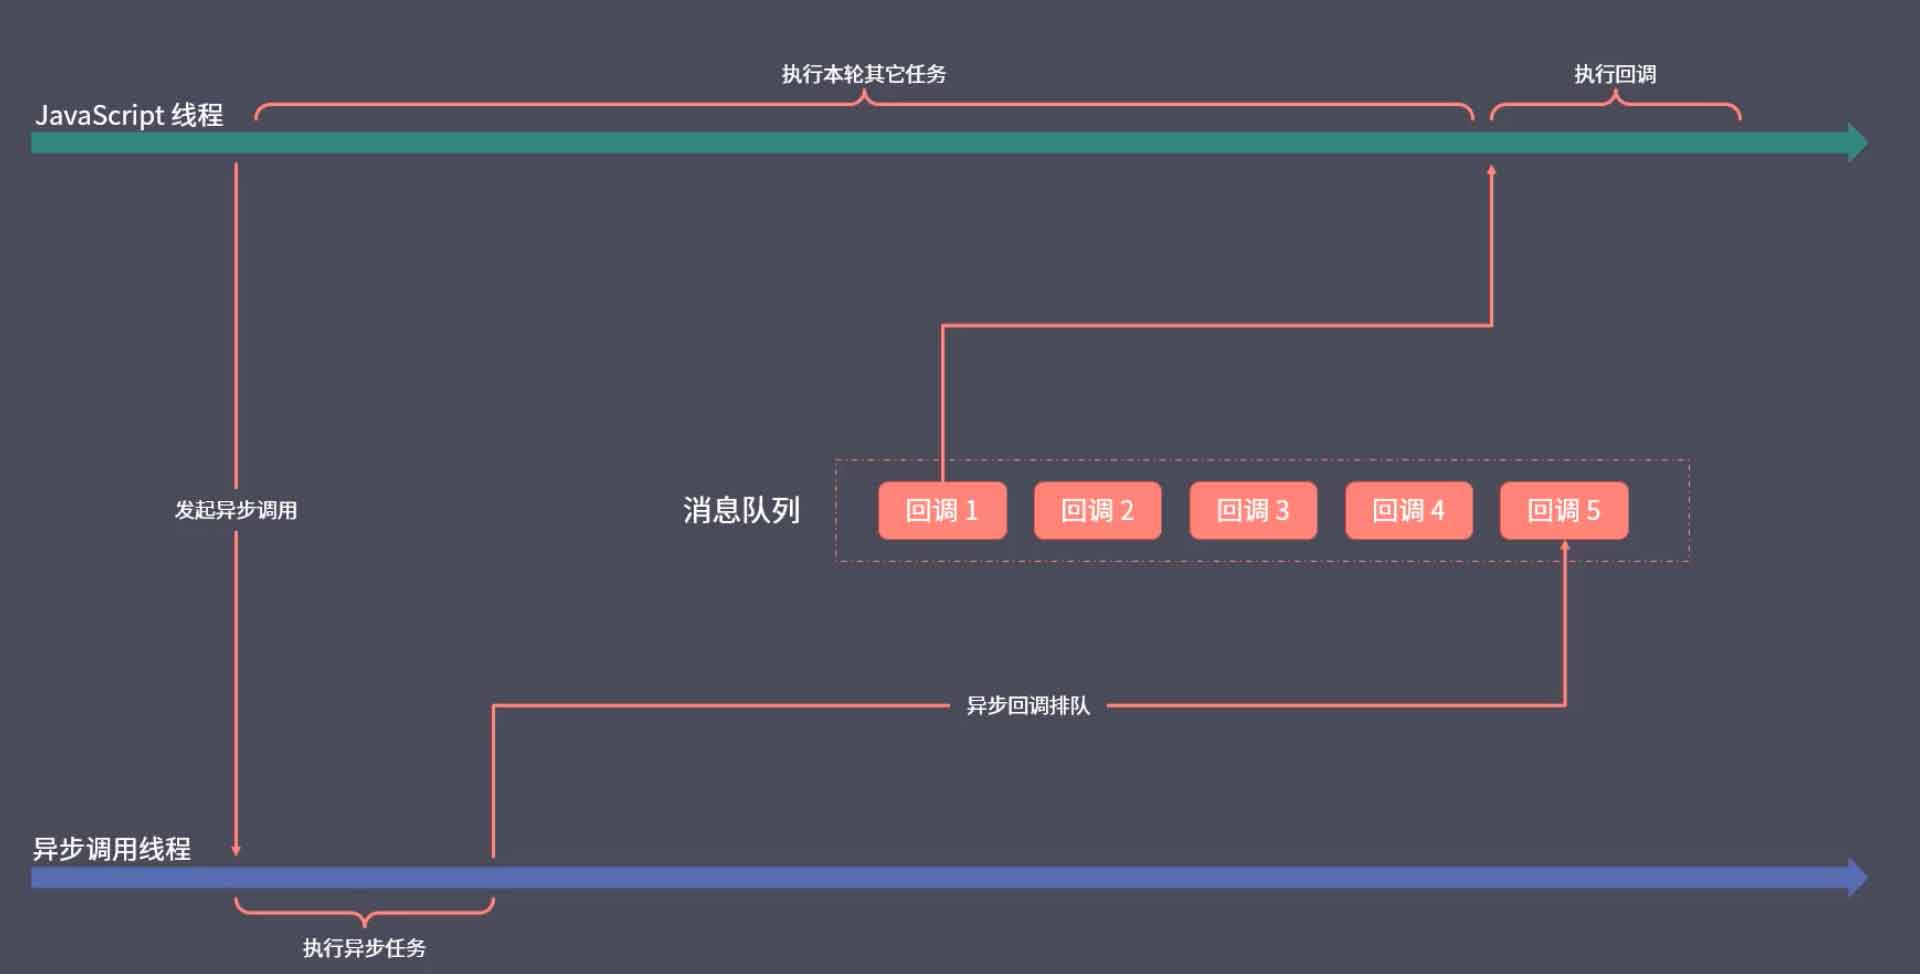 执行本轮其它任务
执行回调
JavaScript 线程
发起异步调用
消息队列
回调 1
回调 2
回调 3
回调 4
回调 5
异步回调排队
异步调用线程
执行异步任务